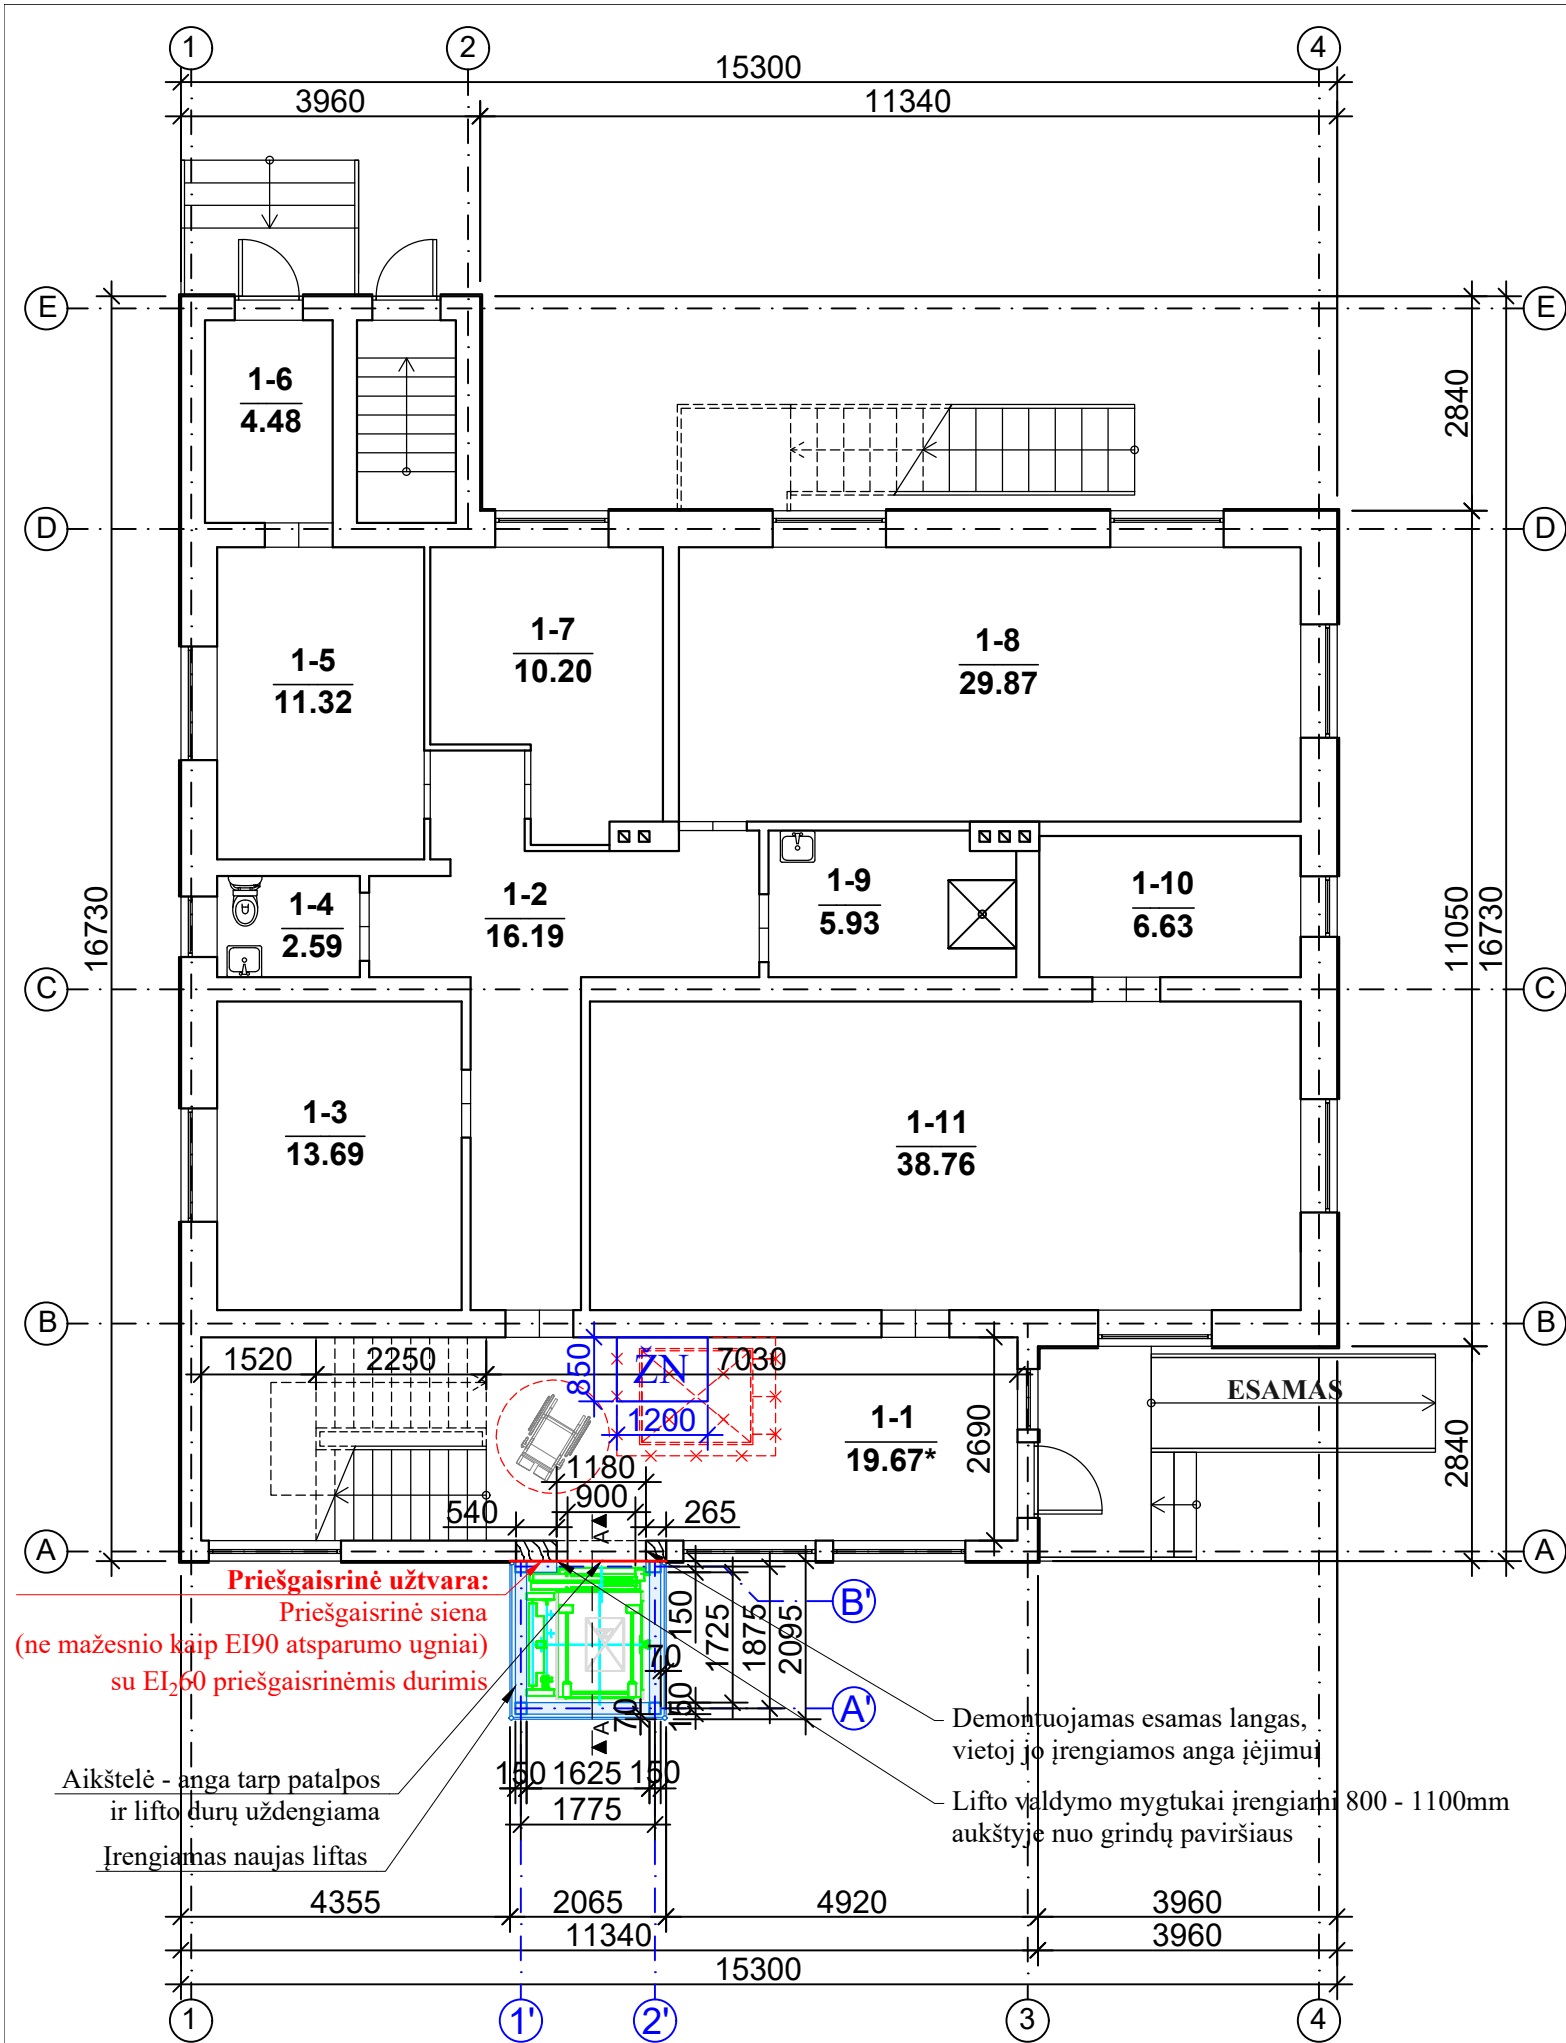 1
2
4
15300
3960
11340
E
E
2840
1-6
4.48
D
D
1-7
10.20
1-8
29.87
1-5
11.32
1-2
16.19
1-9
5.93
1-10
6.63
1-4
2.59
16730
11050
16730
C
C
1-3
13.69
1-11
38.76
B
B
1520
2250
7030
850
ŽN
1200
ESAMAS
1-1
19.67*
2690
2840
1180
900
540
265
A
A
A
Priešgaisrinė užtvara:
Priešgaisrinė siena
(ne mažesnio kaip EI90 atsparumo ugniai)
su EI₂60 priešgaisrinėmis durimis
B'
150
1725
1875
2095
70
A'
70
150
A
Demontuojamas esamas langas,
vietoj jo įrengiamos anga įėjimui
Aikštelė - anga tarp patalpos
ir lifto durų uždengiama
150
1625
150
1775
Lifto valdymo mygtukai įrengiami 800 - 1100mm
aukštyje nuo grindų paviršiaus
Įrengiamas naujas liftas
4355
2065
4920
3960
11340
3960
15300
1
1'
2'
3
4